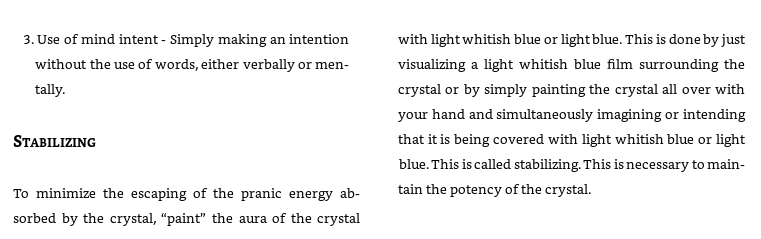 3. Use of mind intent - Simply making an intention
without the use of words, either verbally or men-
tally.
STABILIZING
To minimize the escaping of the pranic energy ab-
sorbed by the crystal, “paint” the aura of the crystal
with light whitish blue or light blue. This is done by just
visualizing a light whitish blue film surrounding the
crystal or by simply painting the crystal all over with
your hand and simultaneously imagining or intending
that it is being covered with light whitish blue or light
blue. This is called stabilizing. This is necessary to main-
tain the potency of the crystal.